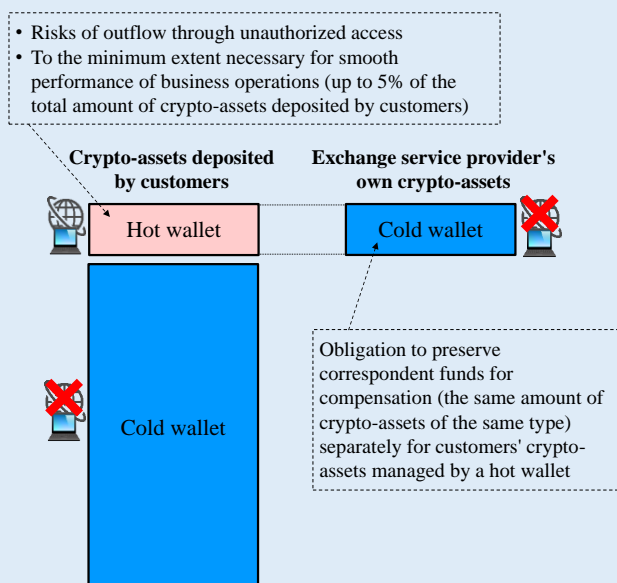 • Risks of outflow through unauthorized access
• To the minimum extent necessary for smooth
performance of business operations (up to 5% of the
total amount of crypto-assets deposited by customers)
Crypto-assets deposited
by customers
Exchange service provider's
own crypto-assets
Hot wallet
Cold wallet
Cold wallet
Obligation to preserve
correspondent funds for
compensation (the same amount of
crypto-assets of the same type)
separately for customers' crypto-
assets managed by a hot wallet